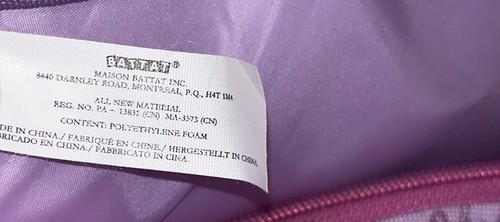 BATTAT®
MAISON BATTAT INC.
8440 DARNLEY ROAD, MONTREAL, P.Q., H4T 1M4
ALL NEW MATERIAL
REG. NO. PA - 13831 (CN) MA-3573 (CN)
CONTENT: POLYETHYLENE FOAM
DE IN CHINA./ FABRIQUÉ EN CHINE./ HERGESTELLT IN CHINA.
BRICADO EN CHINA./ FABBRICATO IN CINA.